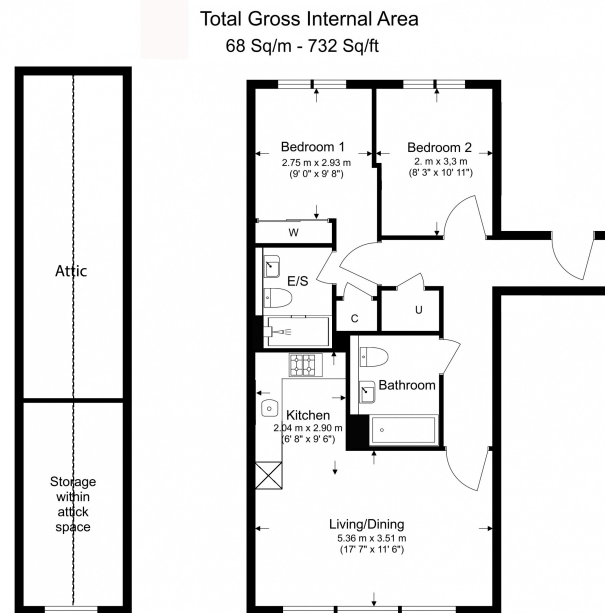 Total Gross Internal Area
68 Sq/m - 732 Sq/ft
Bedroom 1
2.75 m x 2.93 m
(9' 0" x 9' 8")
Bedroom 2
2. m x 3,3 m
(8' 3" x 10' 11")
W
E/S
C
U
Attic
Bathroom
Kitchen
2.04 m x 2.90 m
(6' 8" x 9' 6")
Storage
within
attick
space
Living/Dining
5.36 m x 3.51 m
(17' 7" x 11' 6")